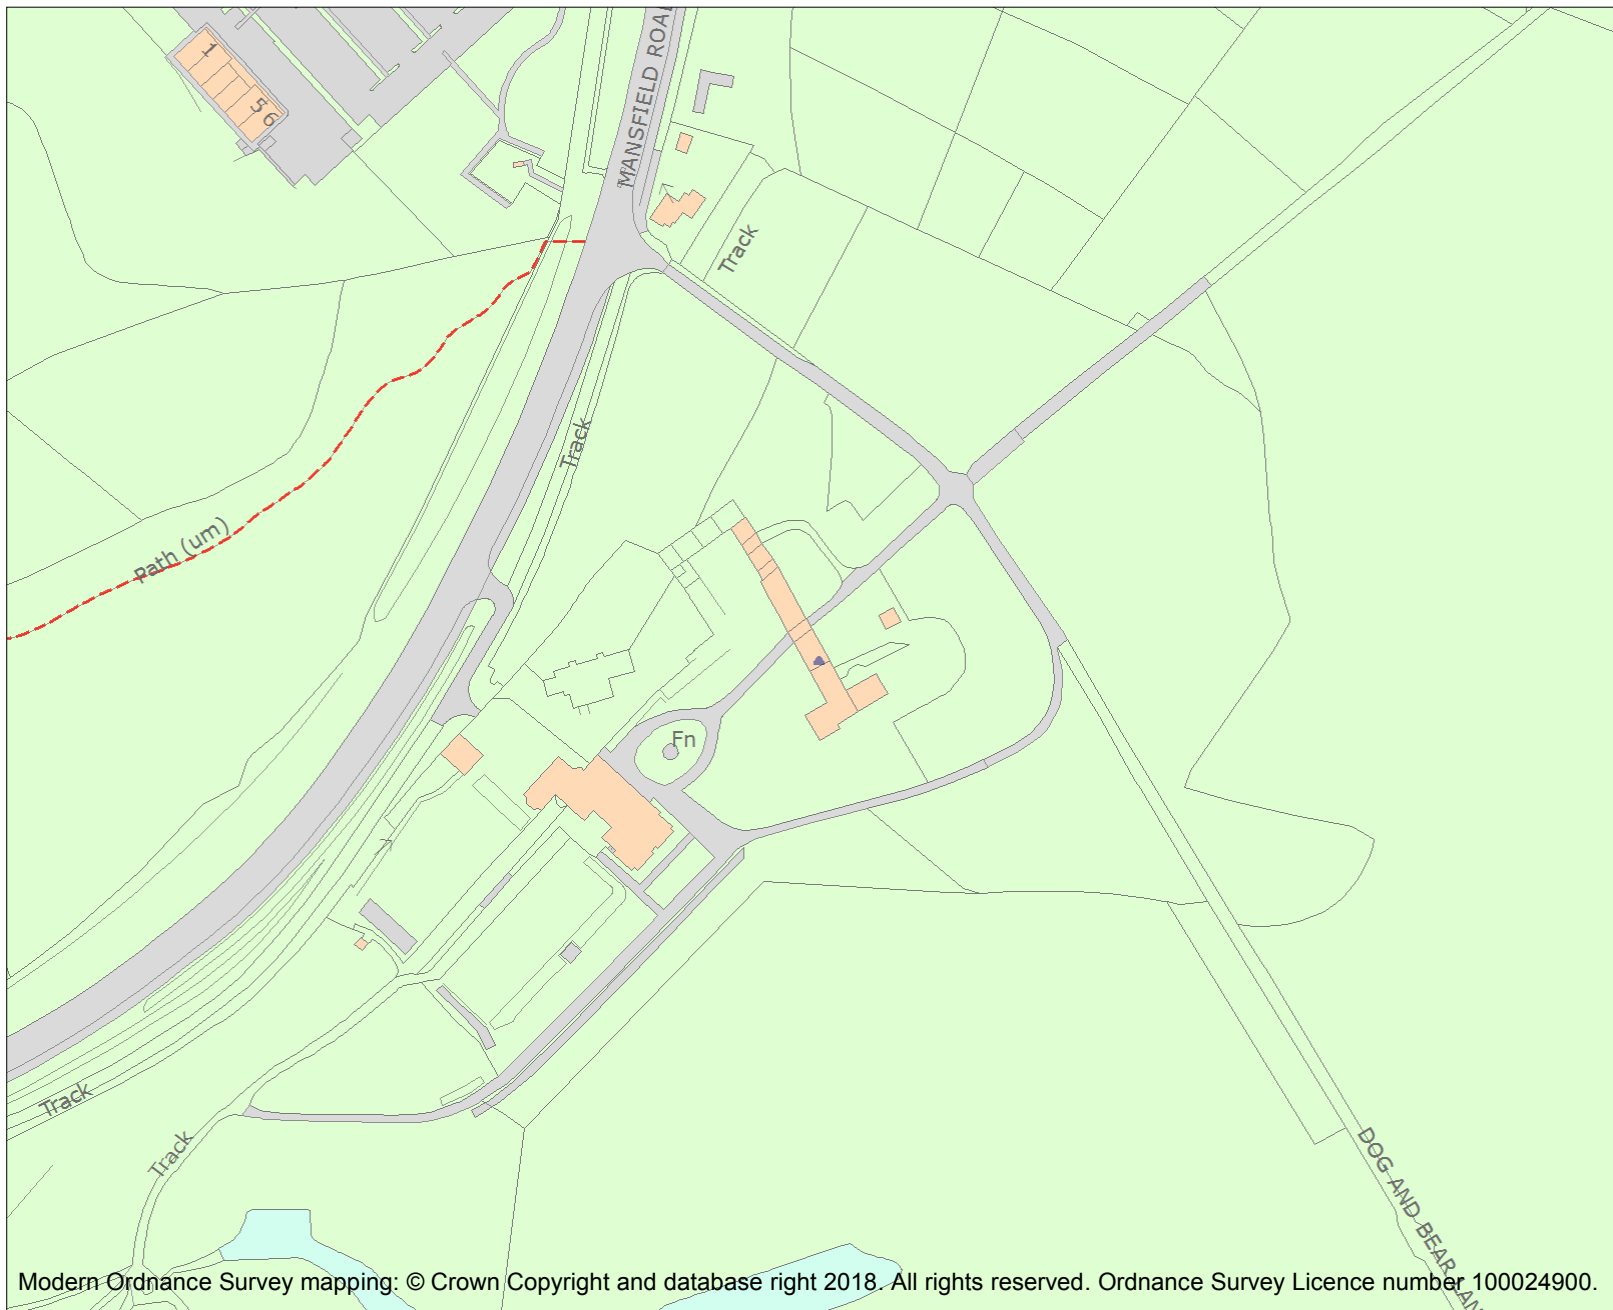 MANSFIELD ROAD
1
5
6
Track
Track
Path (um)
Fn
Track
Track
DOG AND BEAR LAN
Modern Ordnance Survey mapping: © Crown Copyright and database right 2018. All rights reserved. Ordnance Survey Licence number 100024900.